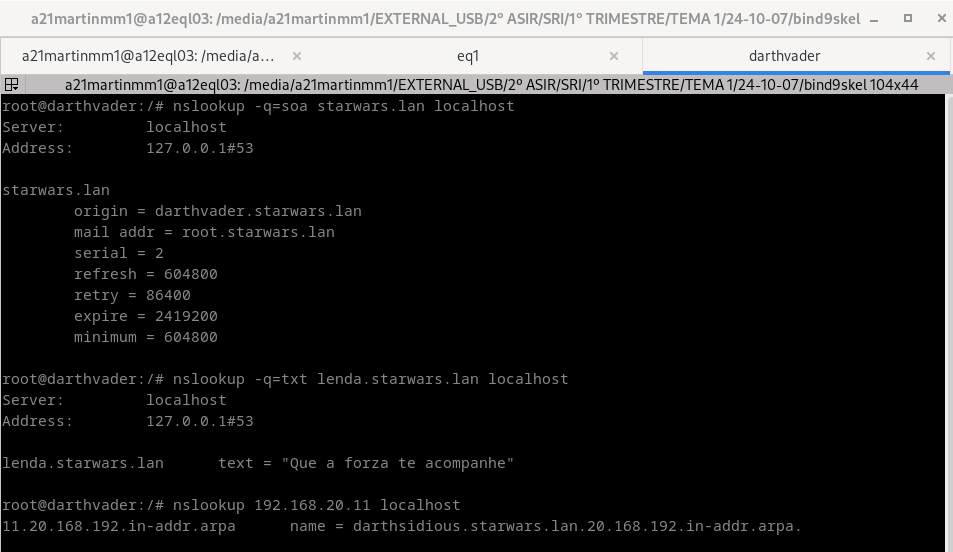 a21martinmm1@a12eql03: /media/a21martinmm1/EXTERNAL_USB/2º ASIR/SRI/1º TRIMESTRE/TEMA 1/24-10-07/bind9skel
a21martinmm1@a12eql03: /media/a... × eq1 × darthvader ×
a21martinmm1@a12eql03: /media/a21martinmm1/EXTERNAL_USB/2º ASIR/SRI/1º TRIMESTRE/TEMA 1/24-10-07/bind9skel 104x44
root@darthvader:/# nslookup -q=soa starwars.lan localhost
Server: localhost
Address: 127.0.0.1#53
starwars.lan
origin = darthvader.starwars.lan
mail addr = root.starwars.lan
serial = 2
refresh = 604800
retry = 86400
expire = 2419200
minimum = 604800
root@darthvader:/# nslookup -q=txt lenda.starwars.lan localhost
Server: localhost
Address: 127.0.0.1#53
lenda.starwars.lan text = "Que a forza te acompanhe"
root@darthvader:/# nslookup 192.168.20.11 localhost
11.20.168.192.in-addr.arpa name = darthsidious.starwars.lan.20.168.192.in-addr.arpa.